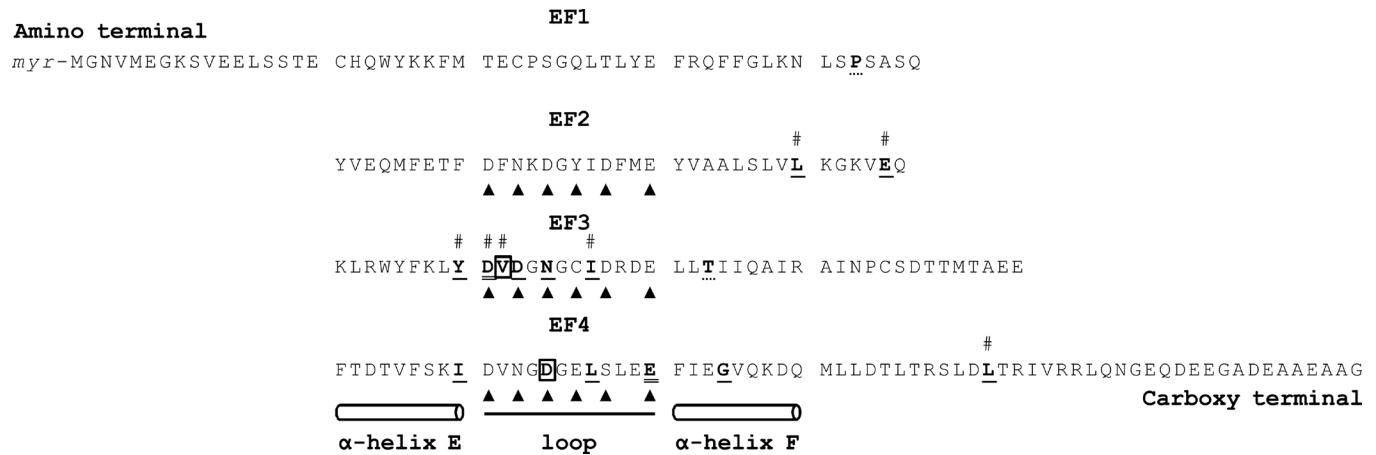 EF1
Amino terminal
myr-MGNVMEGKSVEELSSTE CHQWYKKFM TECPSGQLTLYE FRQFFGLKN LSPSASQ
EF2
# #
YVEQMFETF DFNKDGYIDFME YVAALSLVL KGKVEQ
▲ ▲ ▲ ▲ ▲ ▲
EF3
# # # #
KLRWYFKLY DVDGNGCIDRDE LLTIIQAIR AINPCSDTTMTAEE
▲ ▲ ▲ ▲ ▲ ▲
EF4
#
FTDTVFSKI DVNGDGELSLEE FIEGVQKDQ MLLDTLTRSLDLTRIVRRLQNGEQDEEGADEAAEAAG
▲ ▲ ▲ ▲ ▲ ▲
Carboxy terminal
α-helix E loop α-helix F